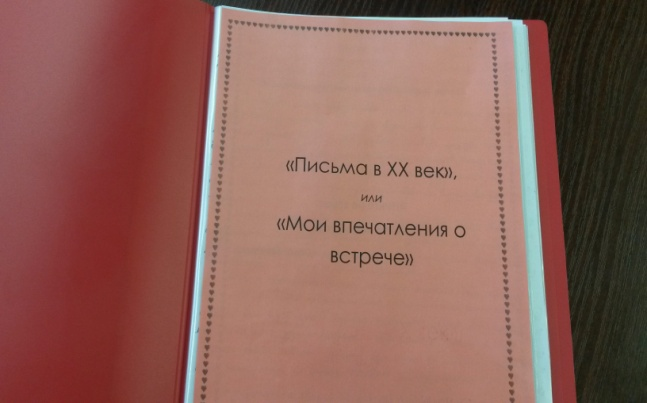 «Письма в XX век»,
или
«Мои впечатления о
встрече»